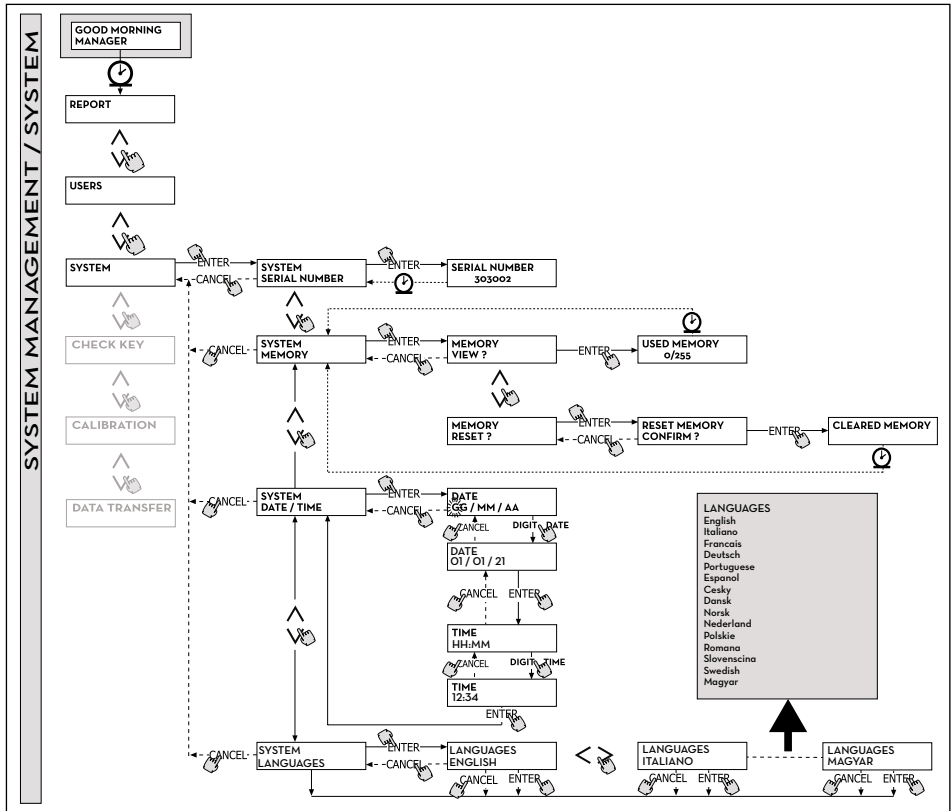 SYSTEM MANAGEMENT / SYSTEM
GOOD MORNING
MANAGER
REPORT
USERS
SYSTEM
ENTER
CANCEL
SYSTEM
SERIAL NUMBER
ENTER
SERIAL NUMBER
303002
CHECK KEY
CANCEL
SYSTEM
MEMORY
ENTER
CANCEL
MEMORY
VIEW ?
ENTER
USED MEMORY
0/255
CALIBRATION
MEMORY
RESET ?
ENTER
CANCEL
RESET MEMORY
CONFIRM ?
ENTER
CLEARED MEMORY
DATA TRANSFER
CANCEL
SYSTEM
DATE / TIME
ENTER
CANCEL
DATE
GG / MM / AA
CANCEL
DIGIT DATE
DATE
01 / 01 / 21
CANCEL
ENTER
TIME
HH:MM
CANCEL
DIGIT TIME
TIME
12:34
ENTER
LANGUAGES
English
Italiano
Francais
Deutsch
Portuguese
Espanol
Cesky
Dansk
Norsk
Nederland
Polskie
Romana
Slovenscina
Swedish
Magyar
CANCEL
SYSTEM
LANGUAGES
ENTER
CANCEL
LANGUAGES
ENGLISH
CANCEL
ENTER
LANGUAGES
ITALIANO
CANCEL
ENTER
LANGUAGES
MAGYAR
CANCEL
ENTER